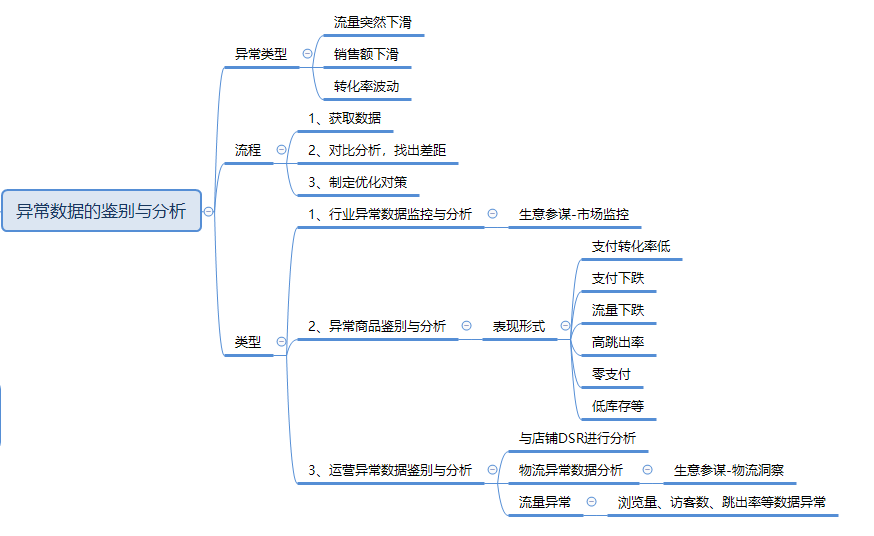 异常数据的鉴别与分析
异常类型
流量突然下滑
销售额下滑
转化率波动
流程
1、获取数据
2、对比分析，找出差距
3、制定优化对策
类型
1、行业异常数据监控与分析
生意参谋-市场监控
2、异常商品鉴别与分析
表现形式
支付转化率低
支付下跌
流量下跌
高跳出率
零支付
低库存等
3、运营异常数据鉴别与分析
与店铺DSR进行分析
物流异常数据分析
生意参谋-物流洞察
流量异常
浏览量、访客数、跳出率等数据异常